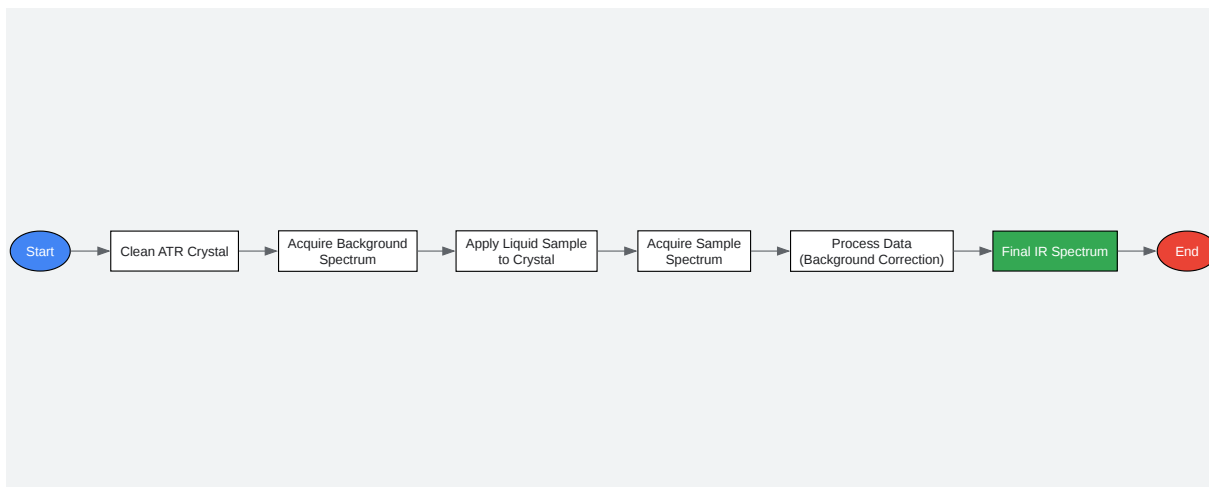 Start
Clean ATR Crystal
Acquire Background
Spectrum
Apply Liquid Sample
to Crystal
Acquire Sample
Spectrum
Process Data
(Background Correction)
Final IR Spectrum
End